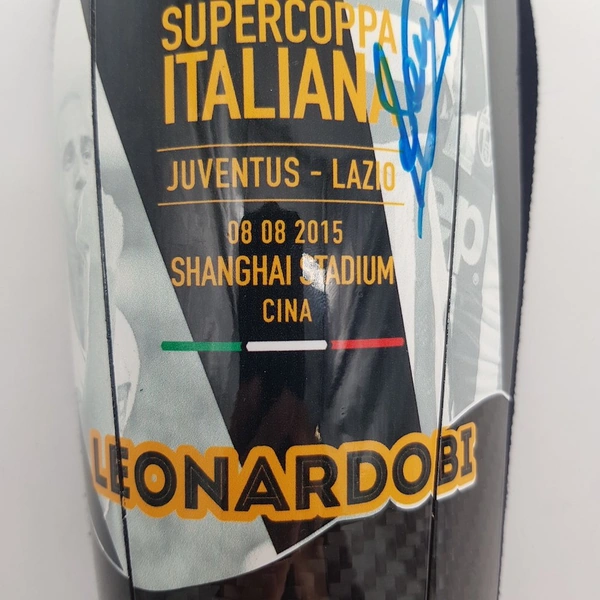 SUPERCOPPA
ITALIANA
JUVENTUS - LAZIO
08 08 2015
SHANGHAI STADIUM
CINA
LEONARDOBI